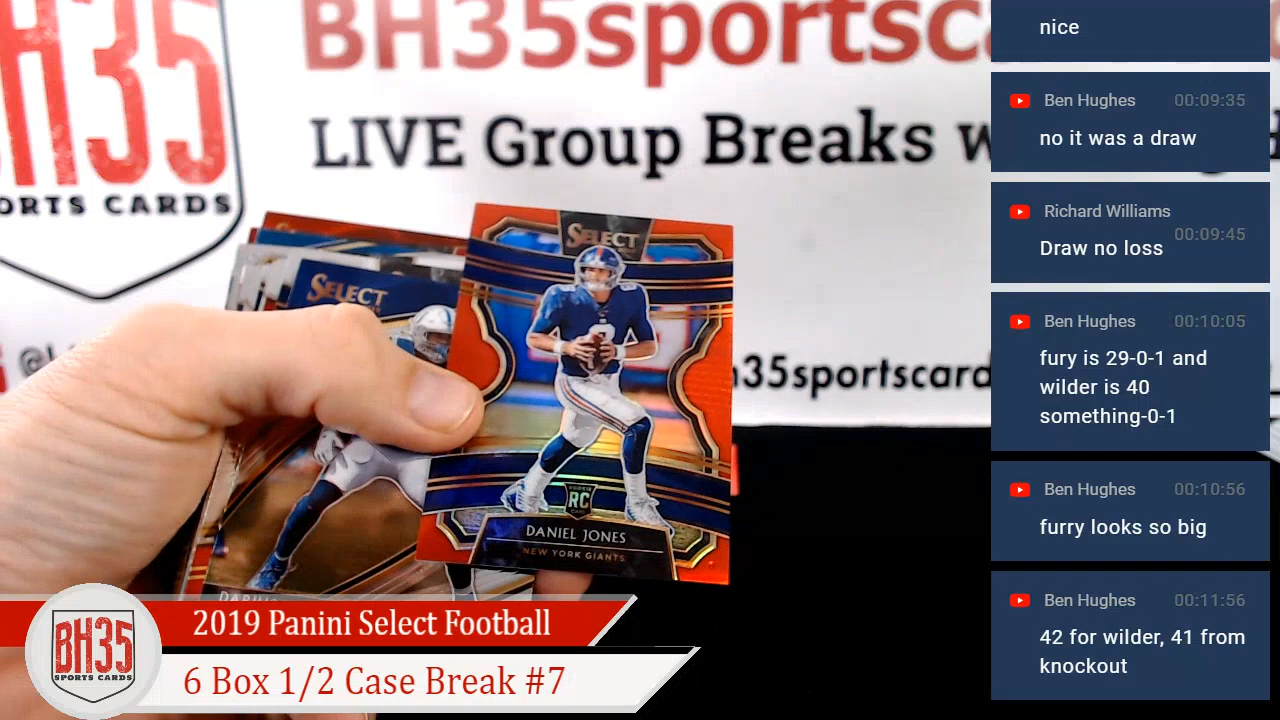 BH35sportsc
LIVE Group Breaks w
H35
ORTS CARDS
h35sportscard
SELECT
SELECT
ROOKIE
RC
CARD
DANIEL JONES
NEW YORK GIANTS
BH35
SPORTS CARDS
2019 Panini Select Football
6 Box 1/2 Case Break #7
nice
Ben Hughes 00:09:35
no it was a draw
Richard Williams
00:09:45
Draw no loss
Ben Hughes 00:10:05
fury is 29-0-1 and
wilder is 40
something-0-1
Ben Hughes 00:10:56
furry looks so big
Ben Hughes 00:11:56
42 for wilder, 41 from
knockout